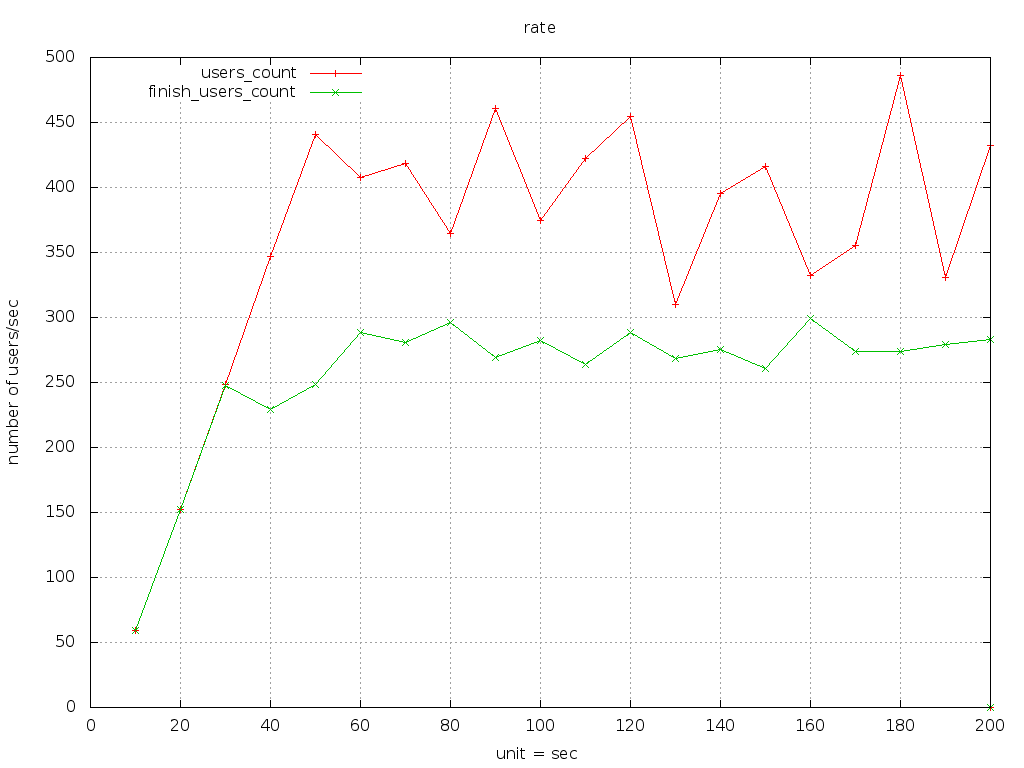 rate
500
450
400
350
300
250
200
150
100
50
0
number of users/sec
users_count
finish_users_count
0 20 40 60 80 100 120 140 160 180 200
unit = sec